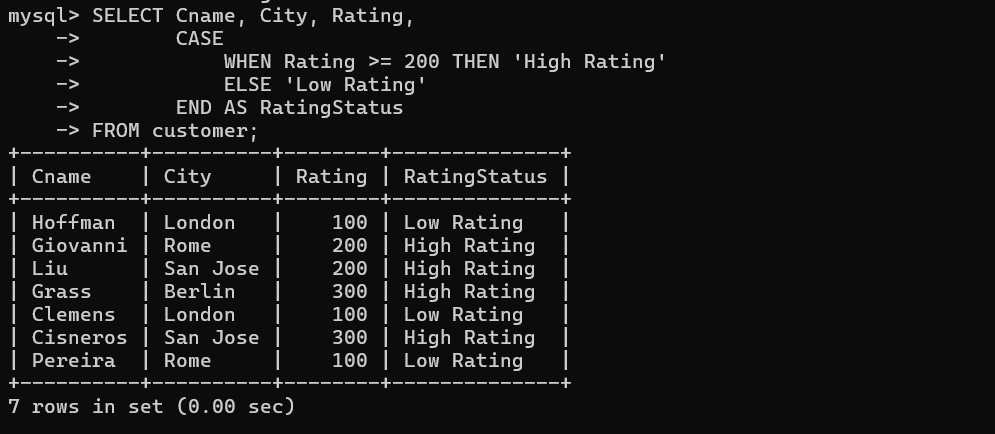 mysql> SELECT Cname, City, Rating,
    ->        CASE
    ->            WHEN Rating >= 200 THEN 'High Rating'
    ->            ELSE 'Low Rating'
    ->        END AS RatingStatus
    -> FROM customer;
+----------+----------+--------+--------------+
| Cname    | City     | Rating | RatingStatus |
+----------+----------+--------+--------------+
| Hoffman  | London   |    100 | Low Rating   |
| Giovanni | Rome     |    200 | High Rating  |
| Liu      | San Jose |    200 | High Rating  |
| Grass    | Berlin   |    300 | High Rating  |
| Clemens  | London   |    100 | Low Rating   |
| Cisneros | San Jose |    300 | High Rating  |
| Pereira  | Rome     |    100 | Low Rating   |
+----------+----------+--------+--------------+
7 rows in set (0.00 sec)